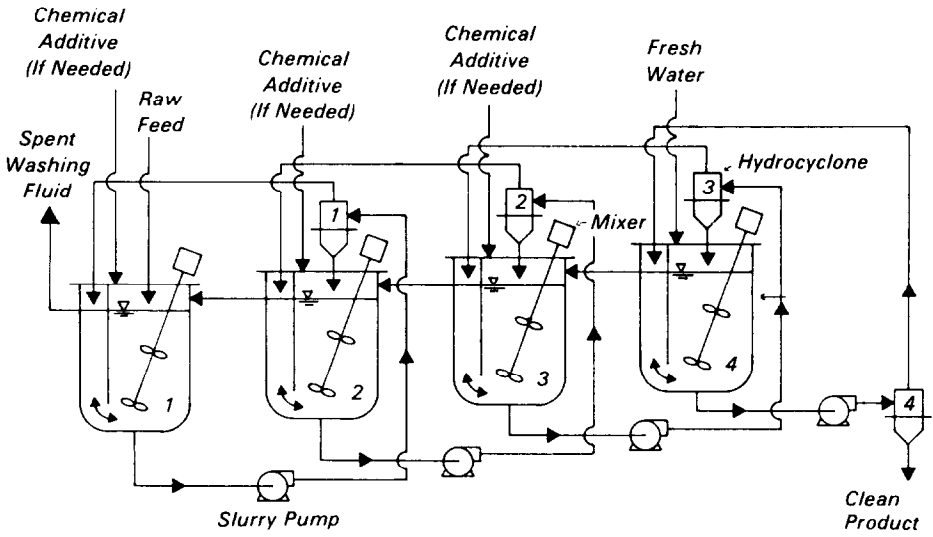 Chemical
Additive
(If Needed)
Raw
Feed
Spent
Washing
Fluid
Chemical
Additive
(If Needed)
Chemical
Additive
(If Needed)
Fresh
Water
Hydrocyclone
Mixer
1
2
3
1
2
3
4
4
Slurry Pump
Clean
Product